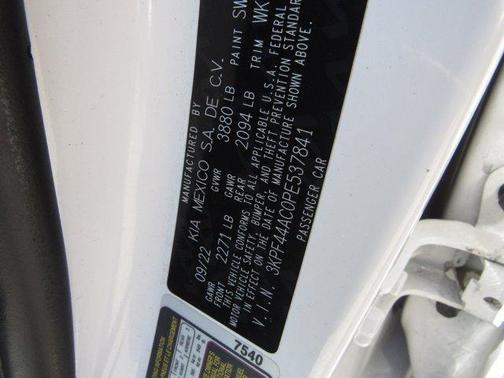 MANUFACTURED BY
09/22 KIA MEXICO S.A. DE C.V.
GVWR 3880 LB PAINT SW
GAWR FRONT 2271 LB GAWR 2094 LB TRIM WK
THIS VEHICLE CONFORMS TO ALL APPLICABLE U.S.A. FEDERAL
MOTOR VEHICLE SAFETY, BUMPER, AND THEFT PREVENTION STANDARDS
IN EFFECT ON THE DATE OF MANUFACTURE SHOWN ABOVE.
V.I.N. 3KPF44AC0PE537841
PASSENGER CAR
7540